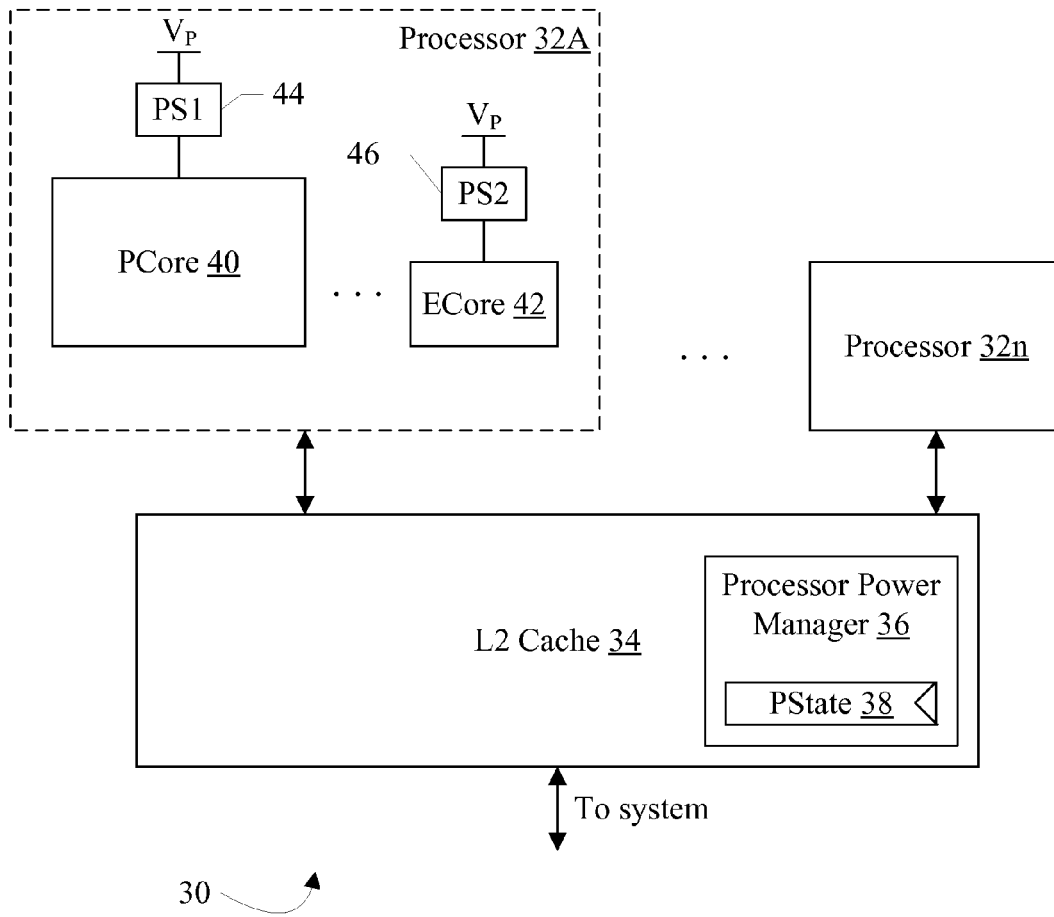 Processor 32A
V_P
PS1
44
V_P
46
PS2
PCore 40
. . .
ECore 42
. . .
Processor 32n
Processor Power
Manager 36
L2 Cache 34
PState 38
To system
30